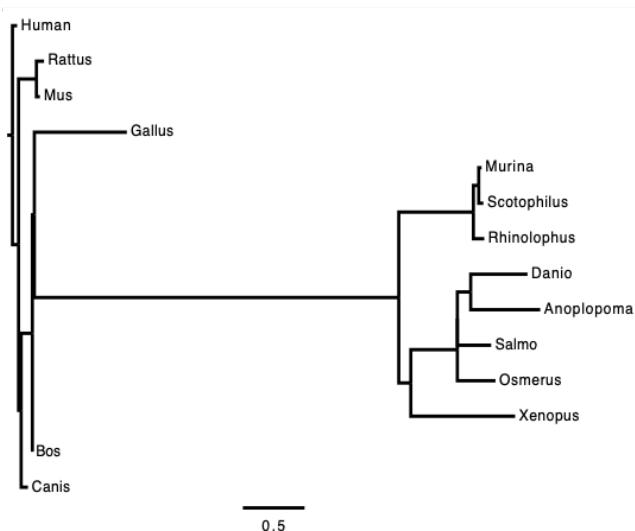 Human
Rattus
Mus
Gallus
Murina
Scotophilus
Rhinolophus
Danio
Anoplopoma
Salmo
Osmerus
Xenopus
Bos
Canis
0.5